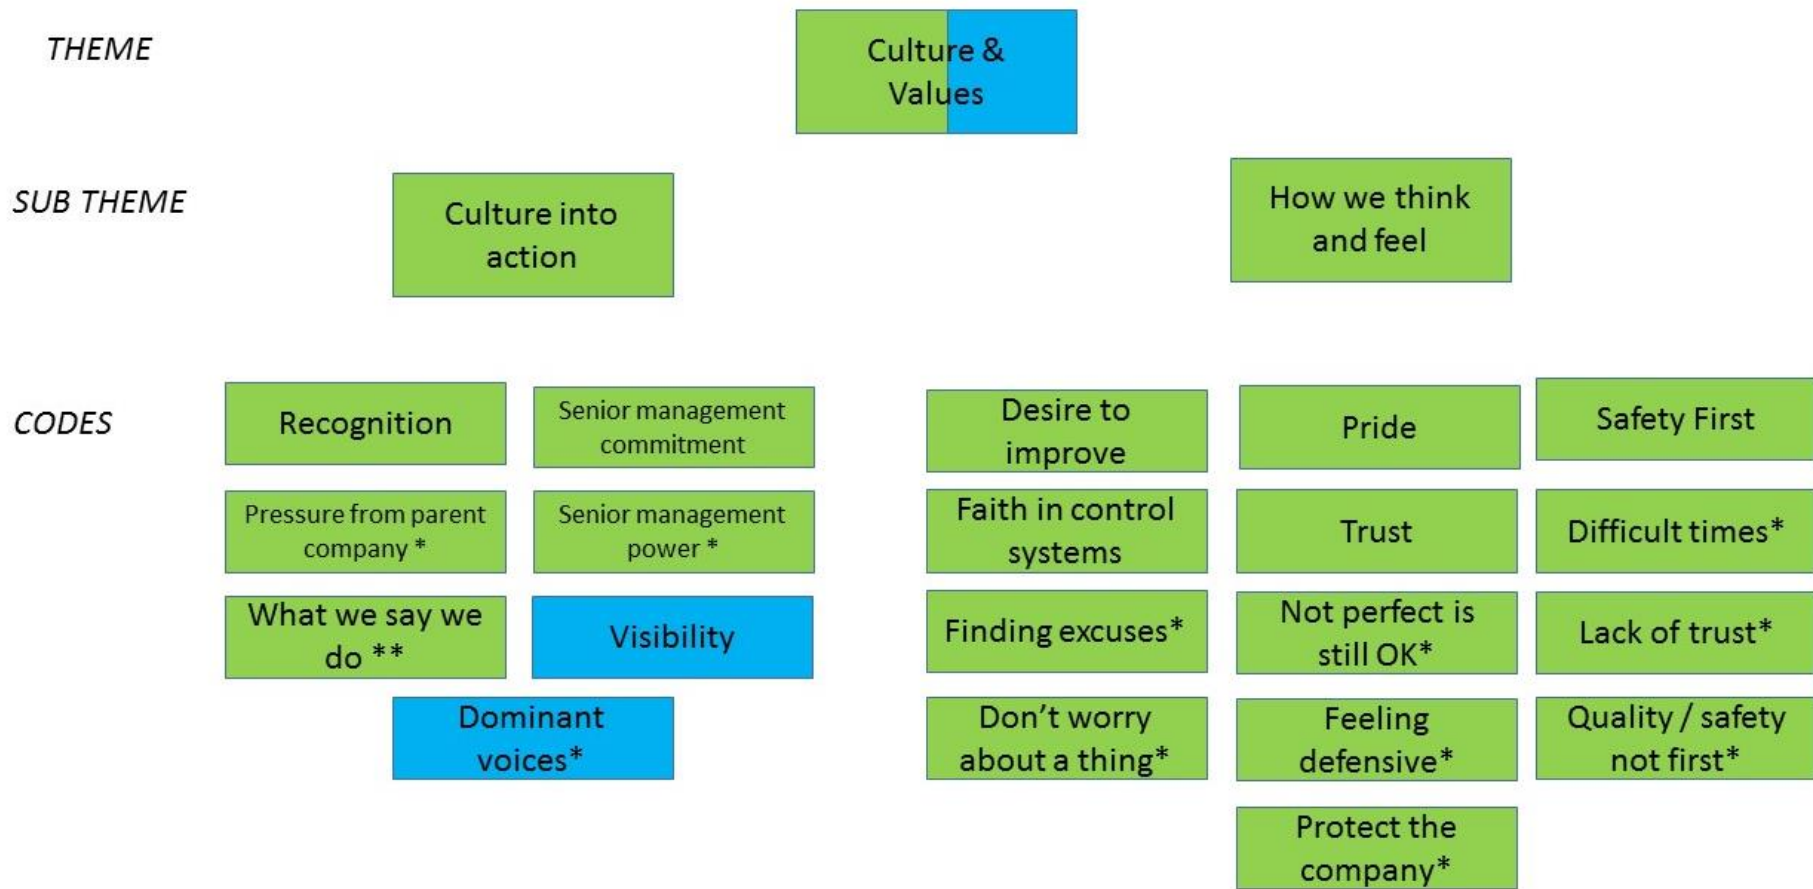 THEME
Culture &
Values
SUB THEME
Culture into
action
How we think
and feel
CODES
Recognition
Senior management
commitment
Desire to
improve
Pride
Safety First
Pressure from parent
company *
Senior management
power *
Faith in control
systems
Trust
Difficult times*
What we say we
do **
Visibility
Finding excuses*
Not perfect is
still OK*
Lack of trust*
Dominant
voices*
Don’t worry
about a thing*
Feeling
defensive*
Quality / safety
not first*
Protect the
company*